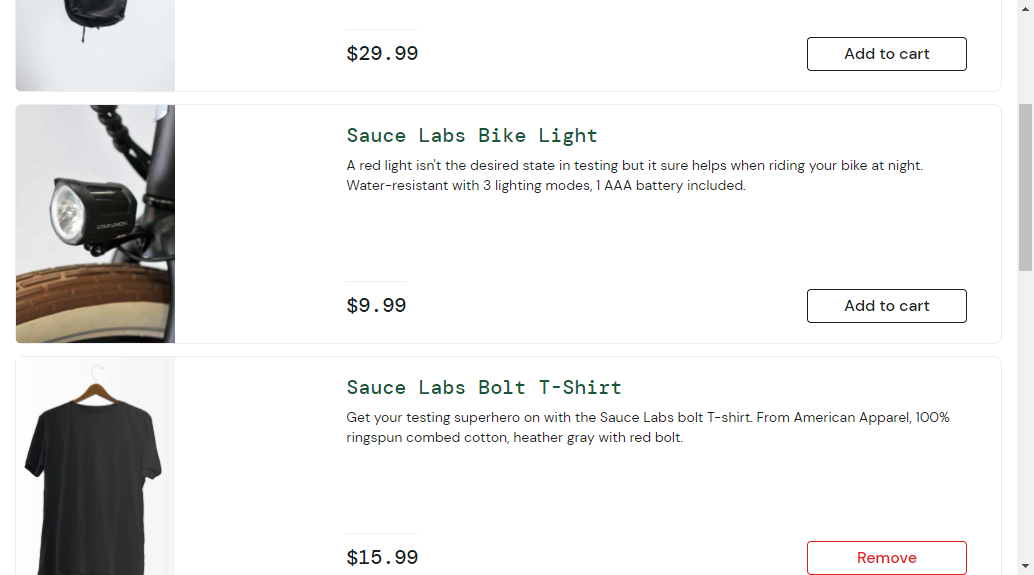 $29.99
Add to cart
Sauce Labs Bike Light
A red light isn't the desired state in testing but it sure helps when riding your bike at night.
Water-resistant with 3 lighting modes, 1 AAA battery included.
$9.99
Add to cart
Sauce Labs Bolt T-Shirt
Get your testing superhero on with the Sauce Labs bolt T-shirt. From American Apparel, 100%
ringspun combed cotton, heather gray with red bolt.
$15.99
Remove